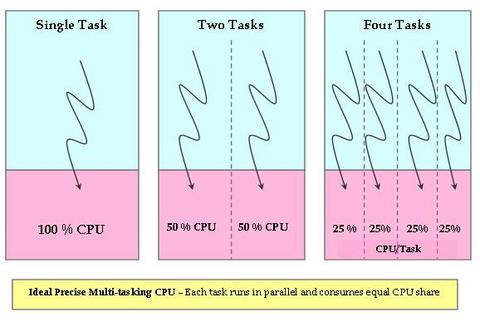 Single Task
Two Tasks
Four Tasks
100 % CPU
50 % CPU
50 % CPU
25 %
25%
25%
25%
CPU/Task
Ideal Precise Multi-tasking CPU – Each task runs in parallel and consumes equal CPU share